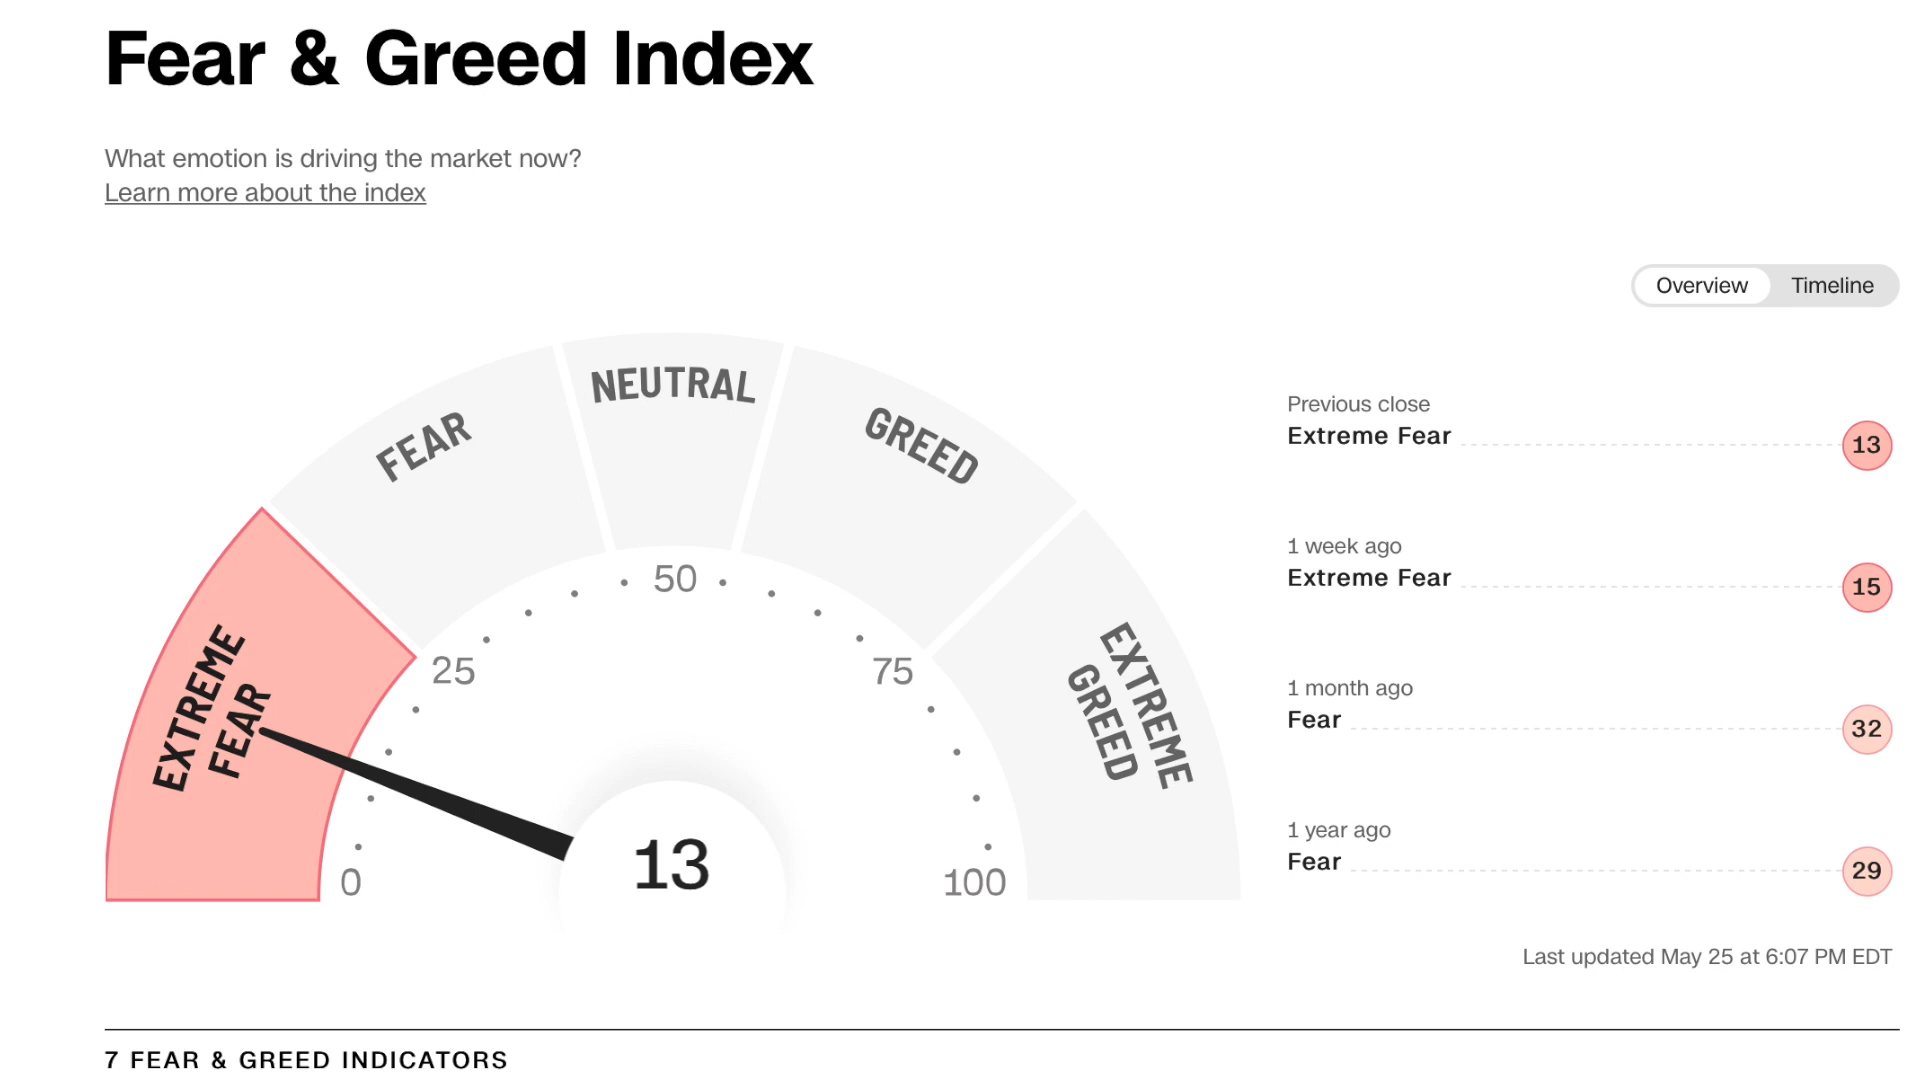 Fear & Greed Index
What emotion is driving the market now?
Learn more about the index
Overview
Timeline
EXTREME
FEAR
FEAR
NEUTRAL
GREED
EXTREME
GREED
0
25
50
75
100
13
Previous close
Extreme Fear
13
1 week ago
Extreme Fear
15
1 month ago
Fear
32
1 year ago
Fear
29
Last updated May 25 at 6:07 PM EDT
7 FEAR & GREED INDICATORS